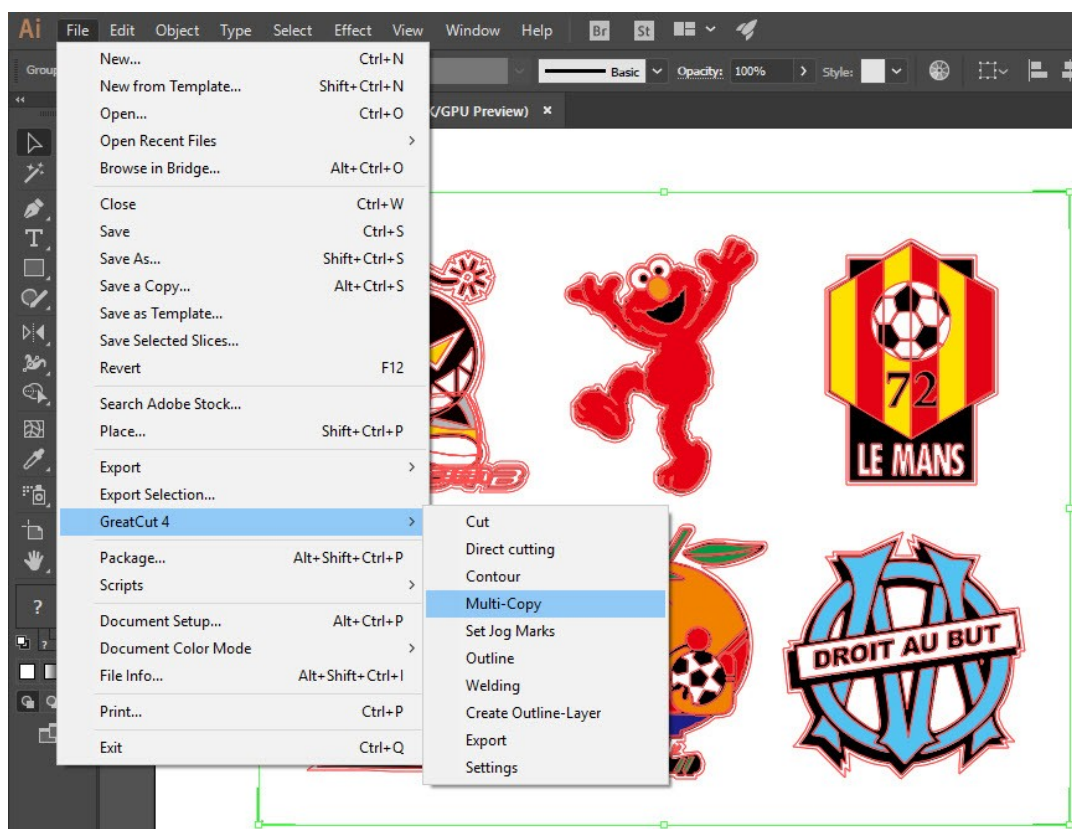 Ai File Edit Object Type Select Effect View Window Help Br St
Group Basic Opacity: 100% Style:
/GPU Preview) ×
New... Ctrl+N
New from Template... Shift+Ctrl+N
Open... Ctrl+O
Open Recent Files
Browse in Bridge... Alt+Ctrl+O
Close Ctrl+W
Save Ctrl+S
Save As... Shift+Ctrl+S
Save a Copy... Alt+Ctrl+S
Save as Template...
Save Selected Slices...
Revert F12
Search Adobe Stock...
Place... Shift+Ctrl+P
Export
Export Selection...
GreatCut 4
Package... Alt+Shift+Ctrl+P
Scripts
Document Setup... Alt+Ctrl+P
Document Color Mode
File Info... Alt+Shift+Ctrl+I
Print... Ctrl+P
Exit Ctrl+Q
Cut
Direct cutting
Contour
Multi-Copy
Set Jog Marks
Outline
Welding
Create Outline-Layer
Export
Settings
72
LE MANS
DROIT AU BUT